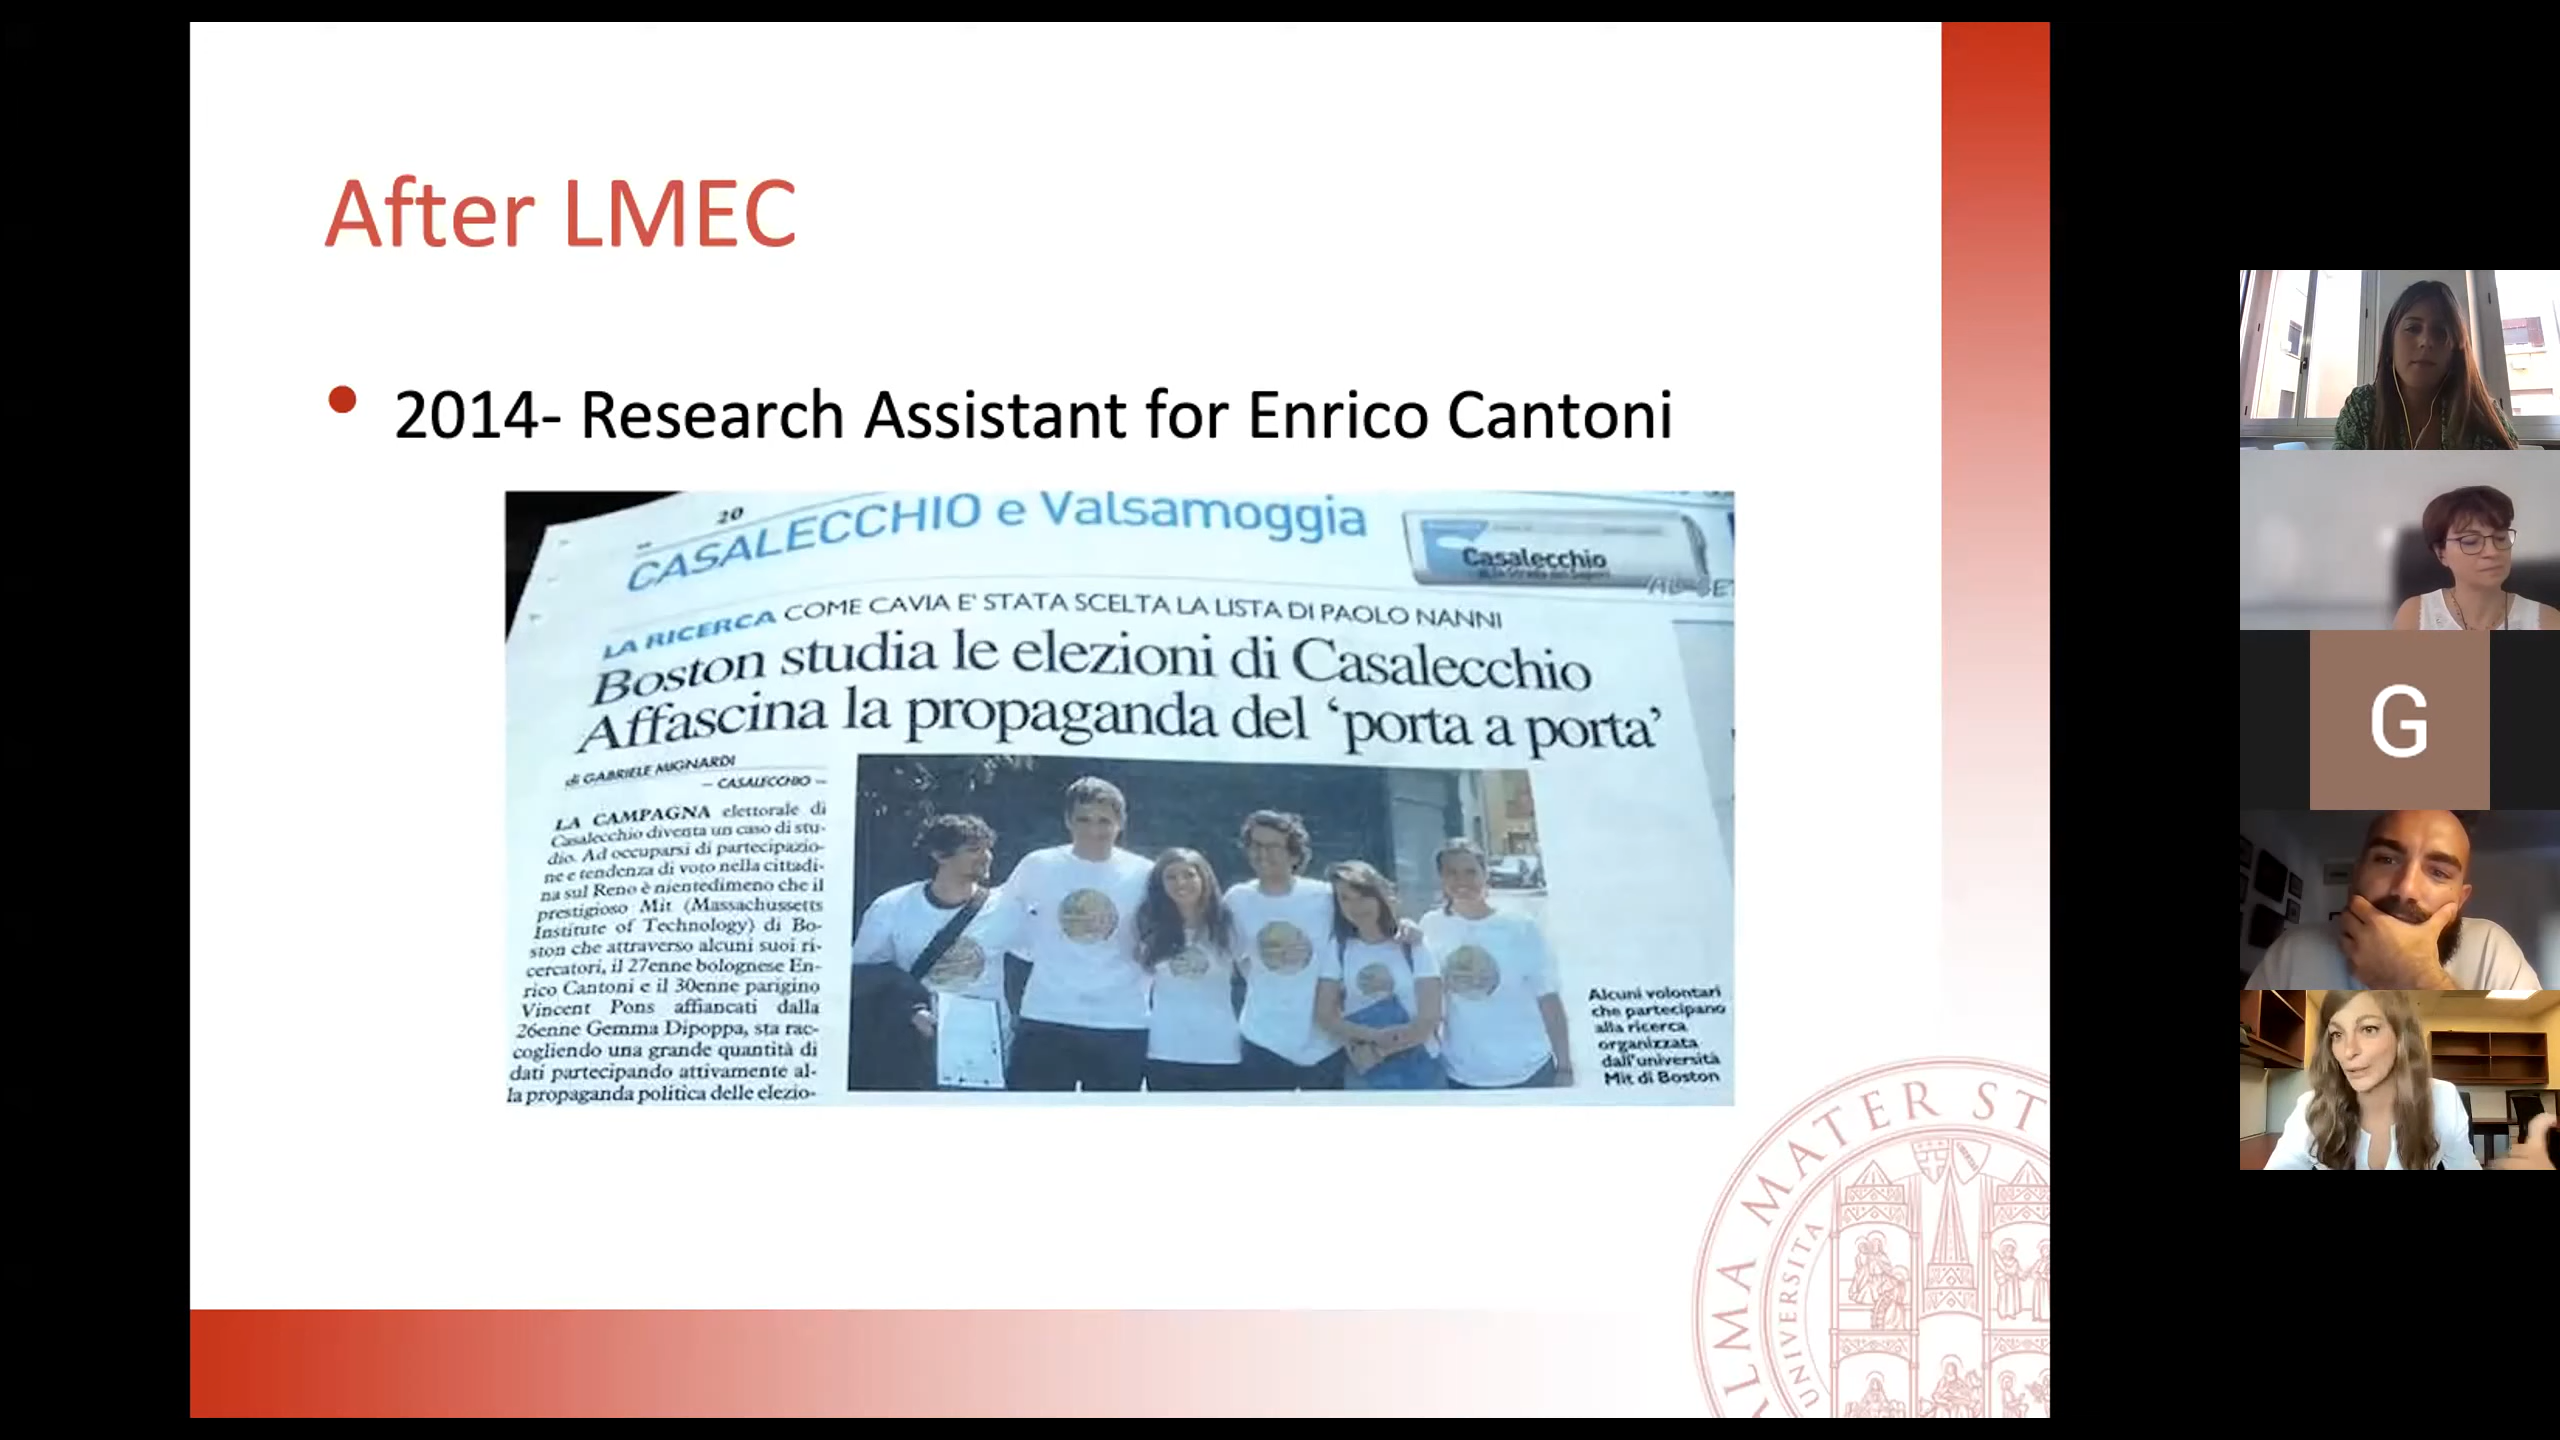 After LMEC
• 2014- Research Assistant for Enrico Cantoni
20
CASALECCHIO e Valsamoggia
Casalecchio
LA RICERCA COME CAVIA E' STATA SCELTA LA LISTA DI PAOLO NANNI
Boston studia le elezioni di Casalecchio
Affascina la propaganda del ‘porta a porta’
di GABRIELE MIGNARDI
– CASALECCHIO –
LA CAMPAGNA elettorale di
Casalecchio diventa un caso di stu-
dio. Ad occuparsi di partecipazio-
ne e tendenza di voto nella cittadi-
na sul Reno è nientedimeno che il
prestigioso Mit (Massachussetts
Institute of Technology) di Bo-
ston che attraverso alcuni suoi ri-
cercatori, il 27enne bolognese En-
rico Cantoni e il 30enne parigino
Vincent Pons affiancati dalla
26enne Gemma Dipoppa, sta rac-
cogliendo una grande quantità di
dati partecipando attivamente al-
la propaganda politica delle elezio-
Alcuni volontari
che partecipano
alla ricerca
organizzata
dall'università
Mit di Boston
ALMA MATER ST
UNIVERSITA
G